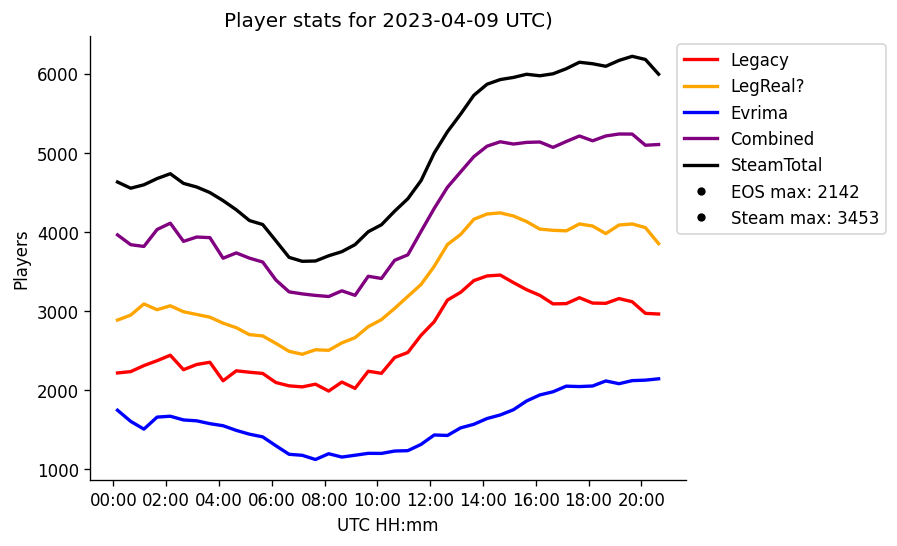 Player stats for 2023-04-09 UTC)
Players
6000
5000
4000
3000
2000
1000
00:00 02:00 04:00 06:00 08:00 10:00 12:00 14:00 16:00 18:00 20:00
UTC HH:mm
Legacy
LegReal?
Evrima
Combined
SteamTotal
EOS max: 2142
Steam max: 3453